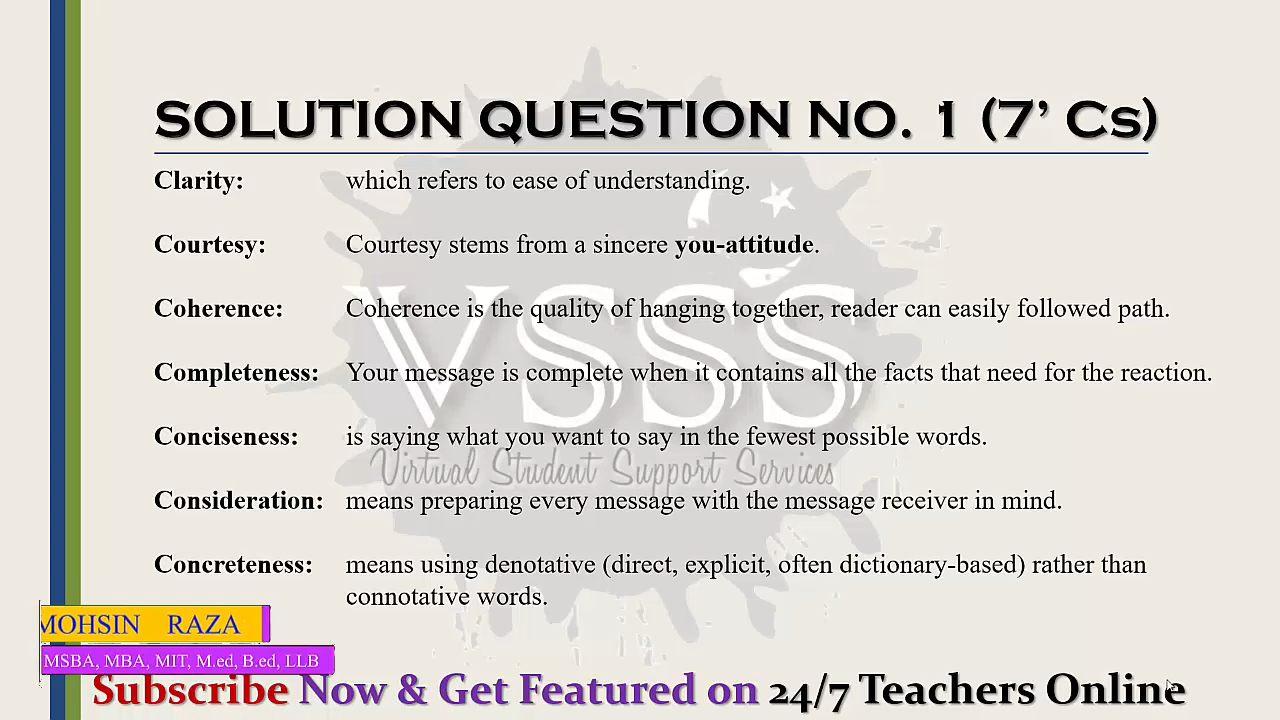 SOLUTION QUESTION NO. 1 (7’ Cs)
Clarity: which refers to ease of understanding.
Courtesy: Courtesy stems from a sincere you-attitude.
Coherence: Coherence is the quality of hanging together, reader can easily followed path.
Completeness: Your message is complete when it contains all the facts that need for the reaction.
Conciseness: is saying what you want to say in the fewest possible words.
Consideration: means preparing every message with the message receiver in mind.
Concreteness: means using denotative (direct, explicit, often dictionary-based) rather than
connotative words.
VSSS
Virtual Student Support Services
MOHSIN RAZA
MSBA, MBA, MIT, M.ed, B.ed, LLB
Subscribe Now & Get Featured on 24/7 Teachers Online